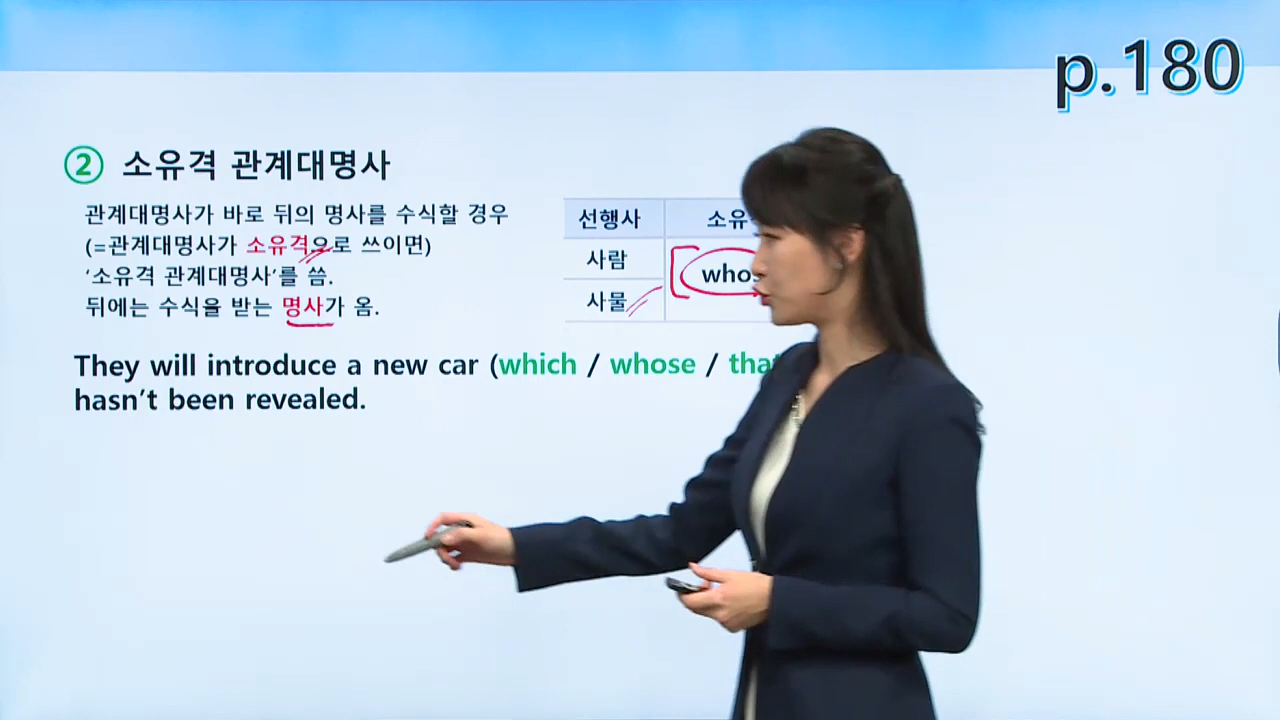 p.180
② 소유격 관계대명사
관계대명사가 바로 뒤의 명사를 수식할 경우
(=관계대명사가 소유격으로 쓰이면)
‘소유격 관계대명사’를 씀.
뒤에는 수식을 받는 명사가 옴.
선행사 소유
사람
whos
사물
They will introduce a new car (which / whose / that
hasn’t been revealed.